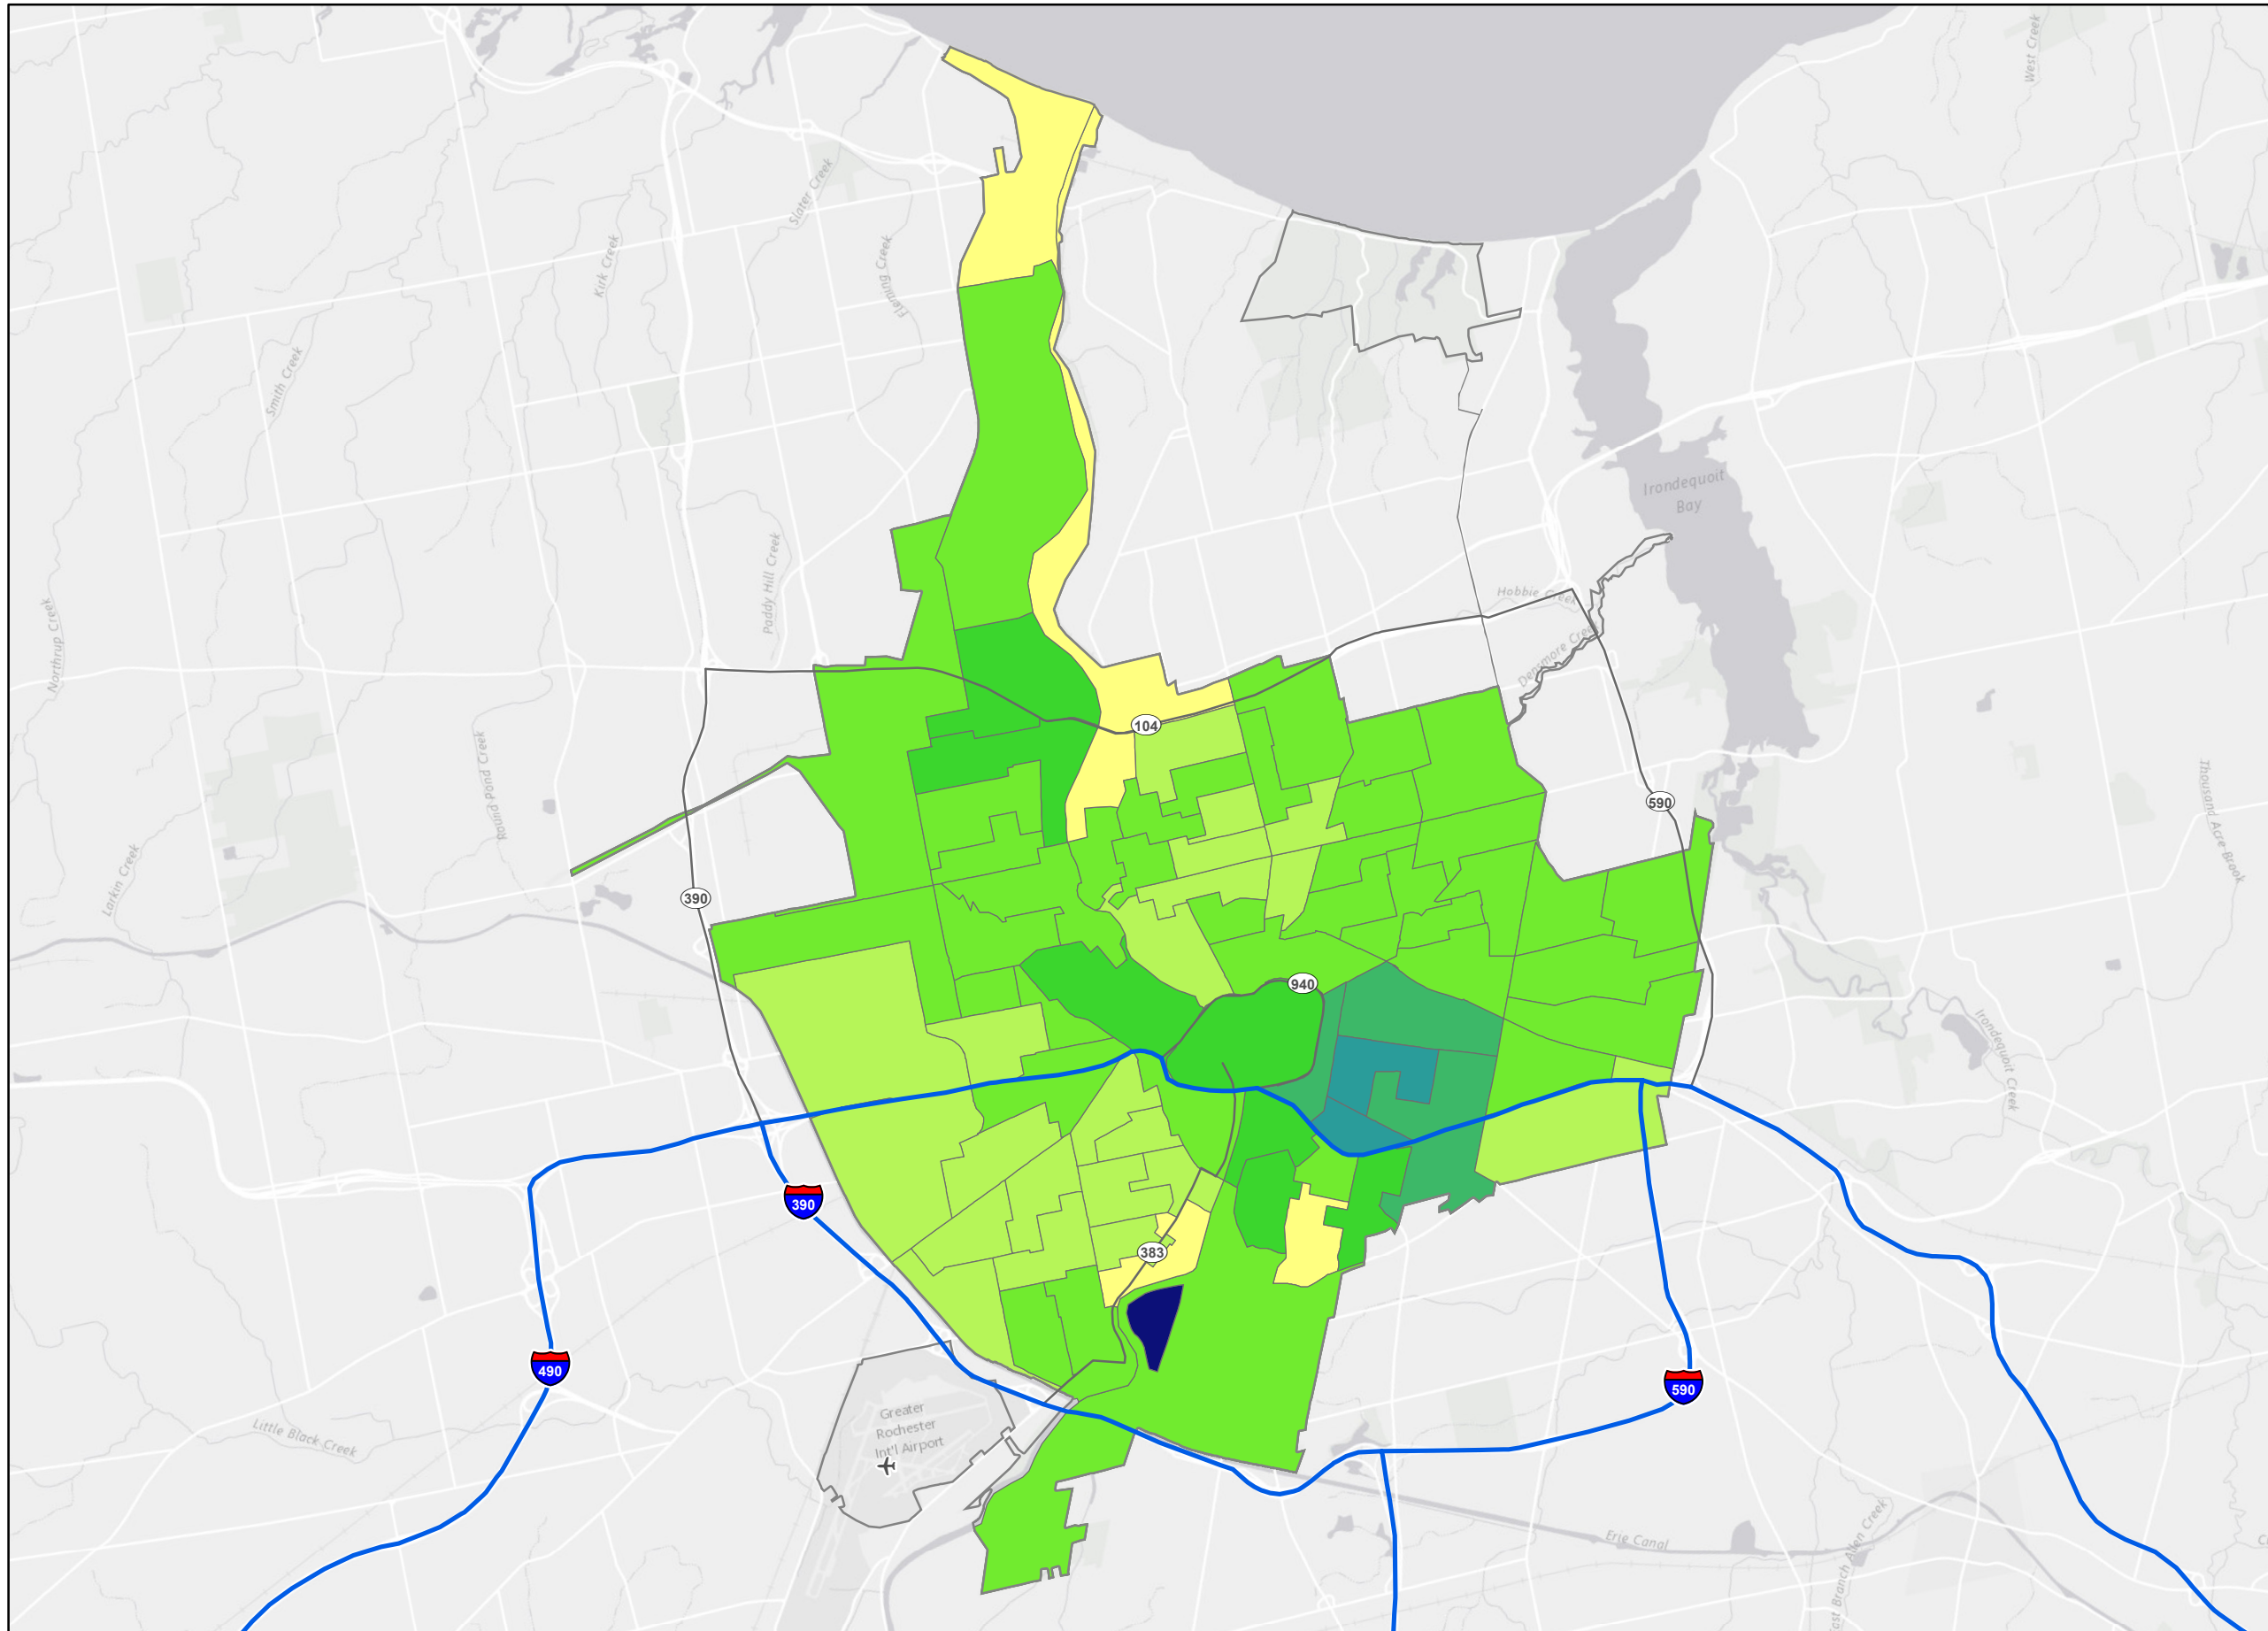 West Creek
Slater Creek
Kirk Creek
Fleming Creek
Smith Creek
Irondequoit
Bay
Paddy Hill Creek
Hobbie Creek
Northrup Creek
Densmore Creek
104
Round Pond Creek
590
Thousand Acre Brook
Larkin Creek
390
940
Irondequoit Creek
390
383
490
590
Greater
Rochester
Int'l Airport
Little Black Creek
Erie Canal
East Branch Allen Creek